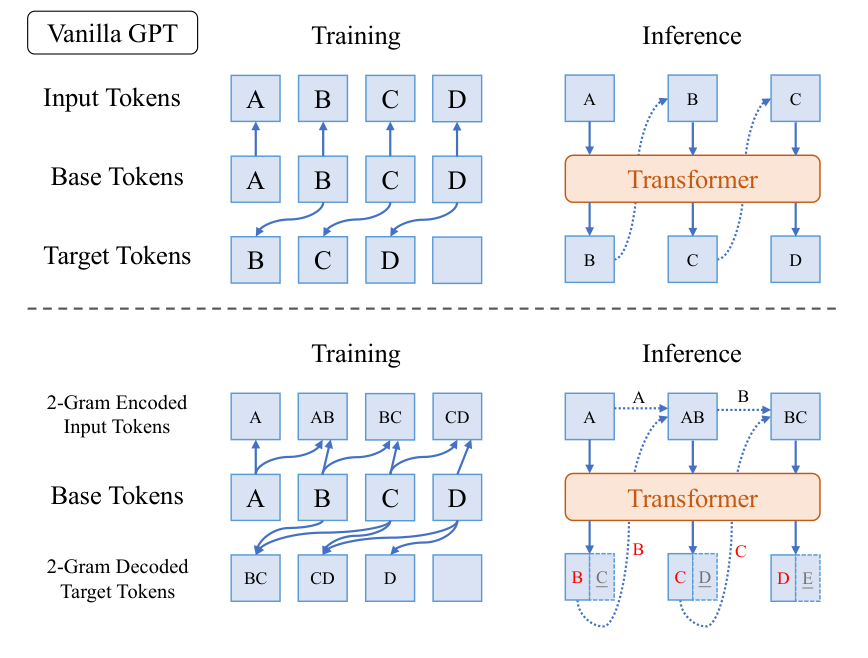 Vanilla GPT
Training
Inference
Input Tokens
A B C D
A B C
Base Tokens
A B C D
Transformer
Target Tokens
B C D
B C D
Training
Inference
2-Gram Encoded
Input Tokens
A AB BC CD
A A AB B BC
Base Tokens
A B C D
Transformer
B C
2-Gram Decoded
Target Tokens
BC CD D
B C C D D E